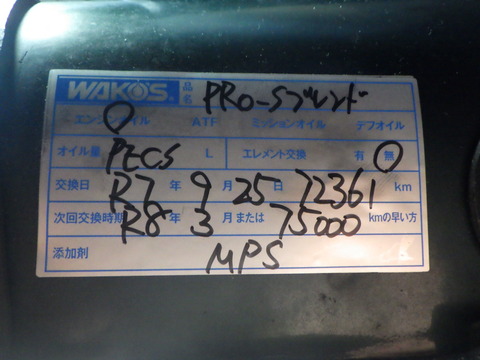 WAKO'S 品名 PRO-Sブレンド
エンジンオイル ATF ミッションオイル デフオイル
オイル量 PECS L エレメント交換 有 無
交換日 R7 年 9 月 25 日 72361 km
次回交換時期 R8 年 3 月または 75000 kmの早い方
添加剤 MPS